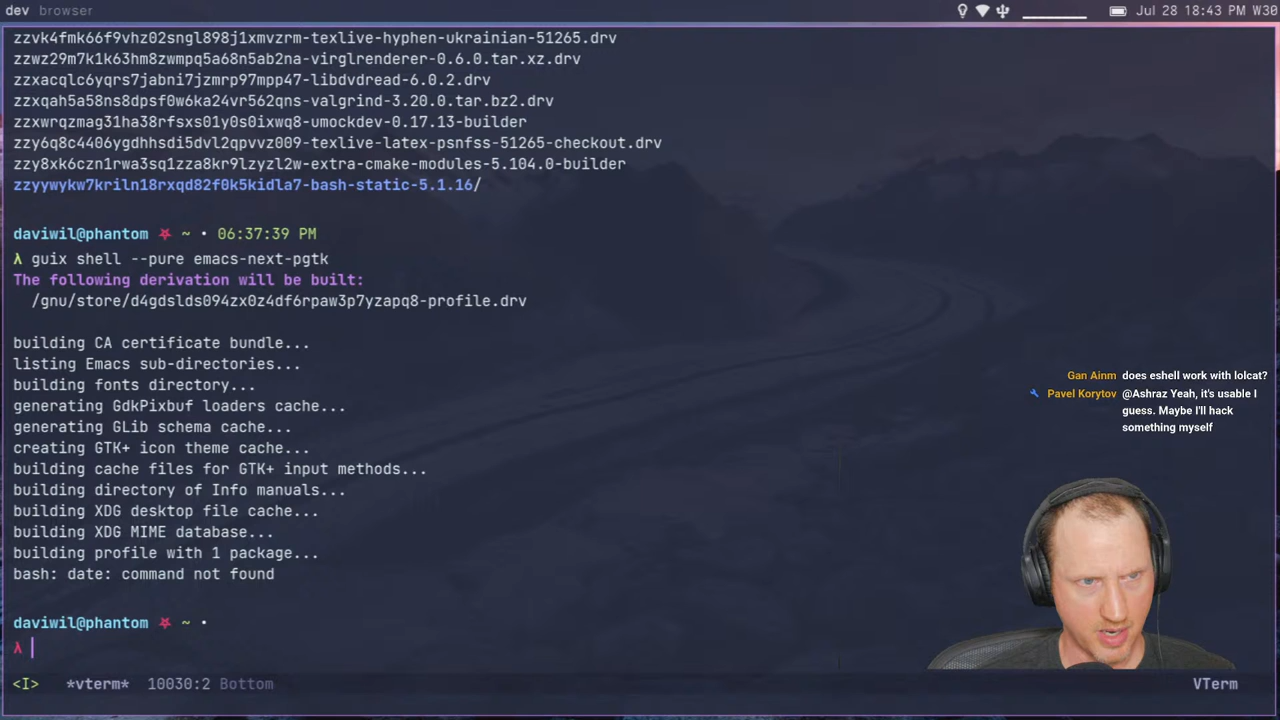 dev browser
Jul 28 18:43 PM W30
zzvk4fmk66f9vhz02sngl898j1xmvzrm-texlive-hyphen-ukrainian-51265.drv
zzwz29m7k1k63hm8zwmpq5a68n5ab2na-virglrenderer-0.6.0.tar.xz.drv
zzxacqlc6yqrs7jabni7jzmrp97mpp47-libdvdread-6.0.2.drv
zzxqah5a58ns8dpsf0w6ka24vr562qns-valgrind-3.20.0.tar.bz2.drv
zzxwrqzmag31ha38rfsxs01y0s0ixwq8-umockdev-0.17.13-builder
zzy6q8c4406ygdhhsdi5dvl2qpvvz009-texlive-latex-psnfss-51265-checkout.drv
zzy8xk6czn1rwa3sq1zza8kr9lzyzl2w-extra-cmake-modules-5.104.0-builder
zzyywykw7kriln18rxqd82f0k5kidla7-bash-static-5.1.16/
daviwil@phantom ~ • 06:37:39 PM
λ guix shell --pure emacs-next-pgtk
The following derivation will be built:
/gnu/store/d4gdslds094zx0z4df6rpaw3p7yzapq8-profile.drv
building CA certificate bundle...
listing Emacs sub-directories...
building fonts directory...
generating GdkPixbuf loaders cache...
generating GLib schema cache...
creating GTK+ icon theme cache...
building cache files for GTK+ input methods...
building directory of Info manuals...
building XDG desktop file cache...
building XDG MIME database...
building profile with 1 package...
bash: date: command not found
daviwil@phantom ~ •
λ
<I> *vterm* 10030:2 Bottom VTerm
Gan Ainm does eshell work with lolcat?
Pavel Korytov @Ashraz Yeah, it's usable I
guess. Maybe I'll hack
something myself